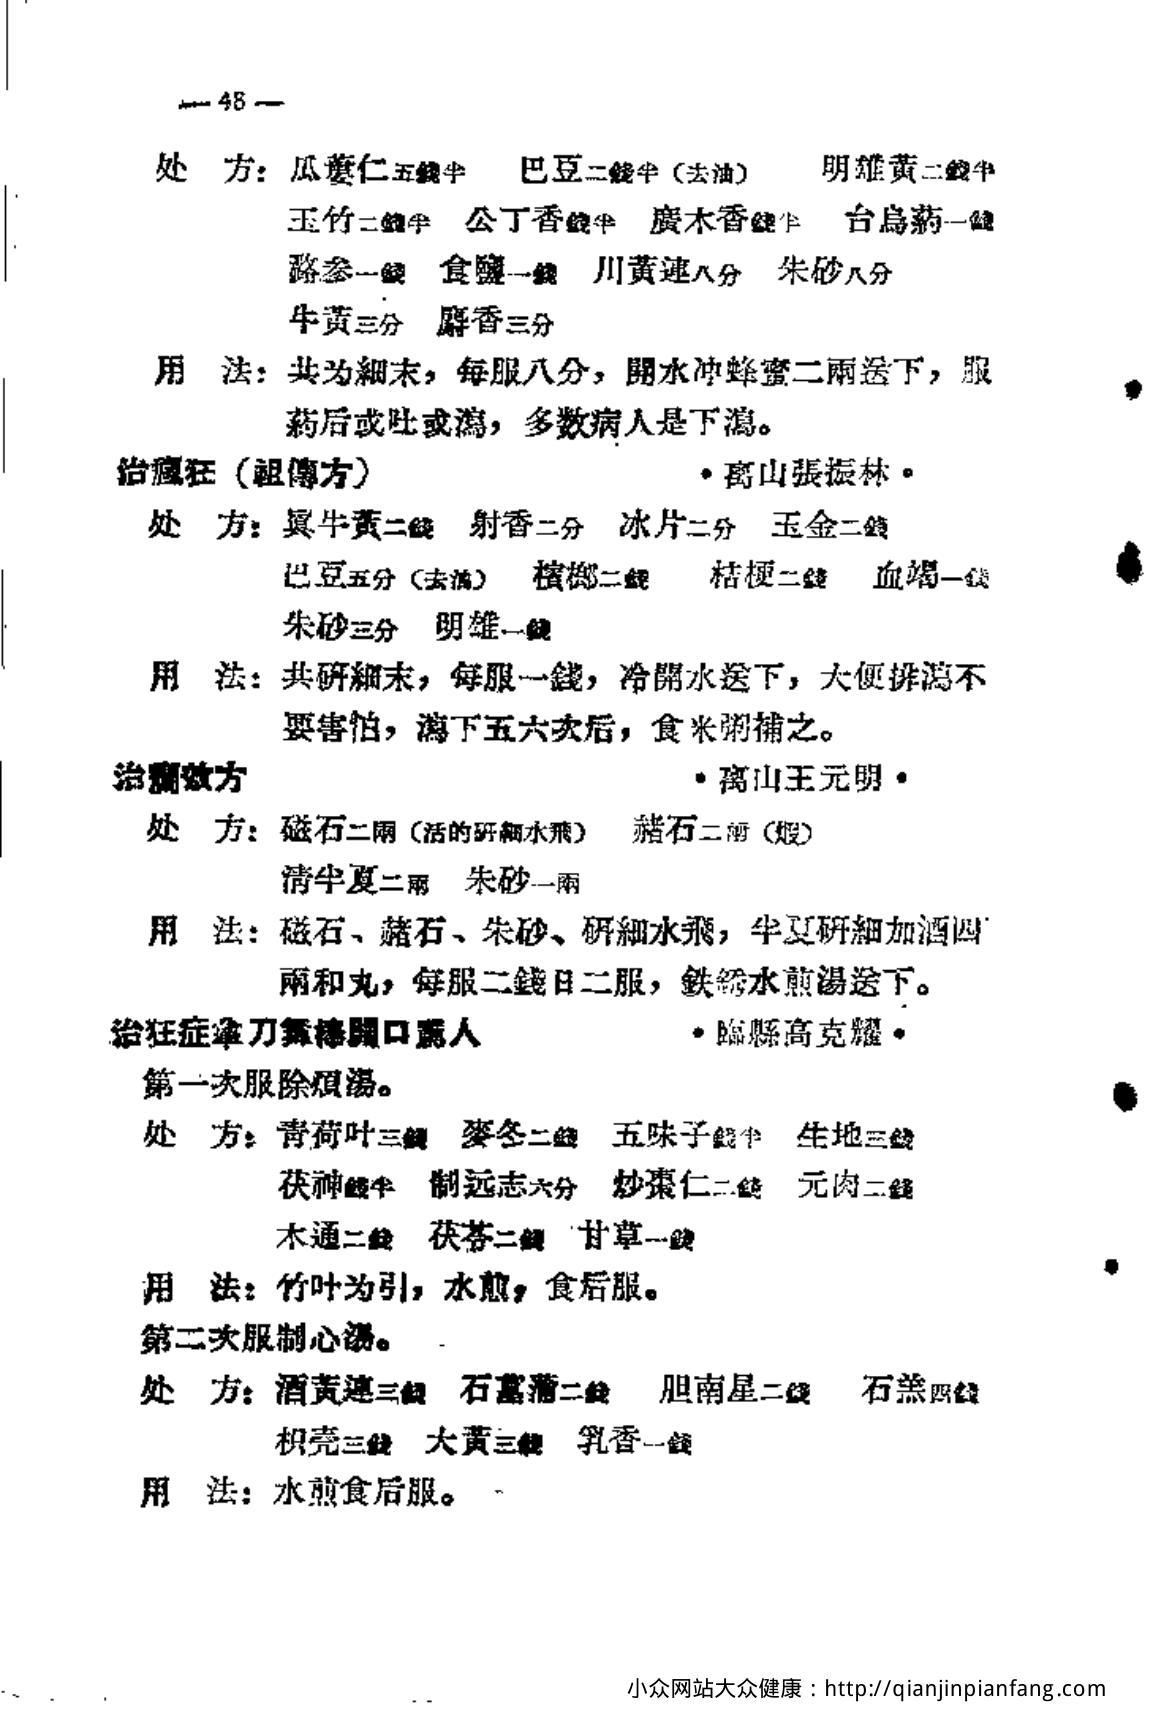 — 48 —
处 方：瓜蔞仁五錢半 巴豆二錢半（去油） 明雄黃二錢半
玉竹二錢半 公丁香錢半 廣木香錢半 台烏葯一錢
潞参一錢 食鹽一錢 川黃連八分 朱砂八分
牛黃三分 麝香三分
用 法：共为細末，每服八分，開水冲蜂蜜二兩送下，服
葯后或吐或瀉，多数病人是下瀉。
治瘋狂（祖傳方） ·离山張振林·
处 方：眞牛黃二錢 射香二分 冰片二分 玉金二錢
巴豆五分（去油） 檳榔二錢 桔梗二錢 血竭一錢
朱砂三分 明雄一錢
用 法：共研細末，每服一錢，冷開水送下，大便排瀉不
要害怕，瀉下五六次后，食米粥補之。
治癎效方 ·离山王元明·
处 方：磁石二兩（活的研細水飛） 赭石二兩（煅）
清半夏二兩 朱砂一兩
用 法：磁石、赭石、朱砂、研細水飛，半夏研細加酒四
兩和丸，每服二錢日二服，鉄銹水煎湯送下。
治狂症拿刀舞棒開口罵人 ·臨縣高克耀·
第一次服除煩湯。
处 方：青荷叶三錢 麥冬二錢 五味子錢半 生地三錢
茯神錢半 制远志六分 炒棗仁二錢 元肉二錢
木通二錢 茯苓二錢 甘草一錢
用 法：竹叶为引，水煎，食后服。
第二次服制心湯。
处 方：酒黃連三錢 石菖蒲二錢 胆南星二錢 石羔四錢
枳壳三錢 大黃三錢 乳香一錢
用 法：水煎食后服。
小众网站大众健康：http://qianjinpianfang.com